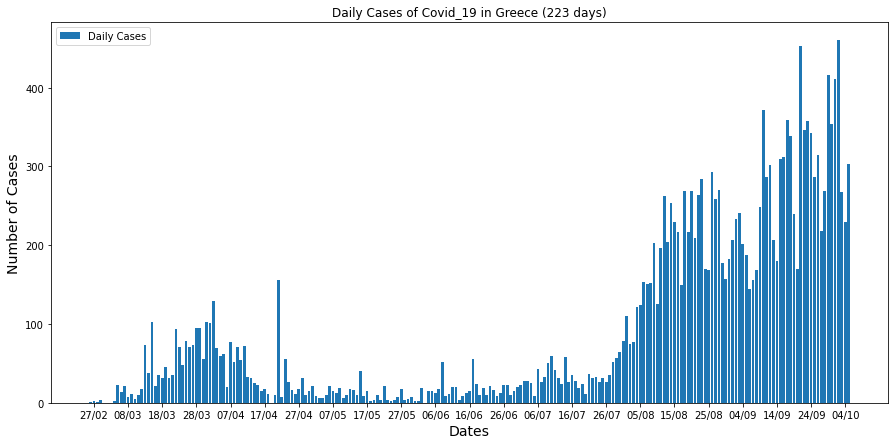 Daily Cases of Covid_19 in Greece (223 days)
Daily Cases
Number of Cases
400
300
200
100
0
27/02 08/03 18/03 28/03 07/04 17/04 27/04 07/05 17/05 27/05 06/06 16/06 26/06 06/07 16/07 26/07 05/08 15/08 25/08 04/09 14/09 24/09 04/10
Dates